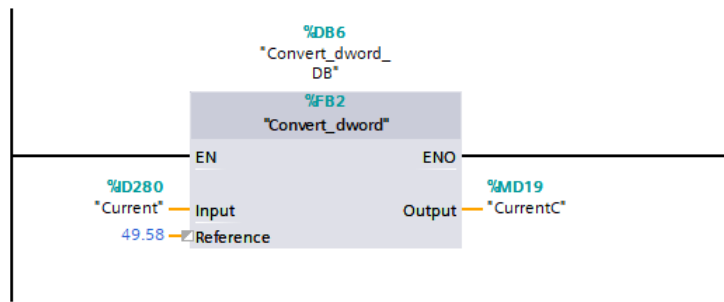 %DB6
"Convert_dword_
DB"
%FB2
"Convert_dword"
EN ENO
%ID280 %MD19
"Current" Input Output "CurrentC"
49.58 Reference